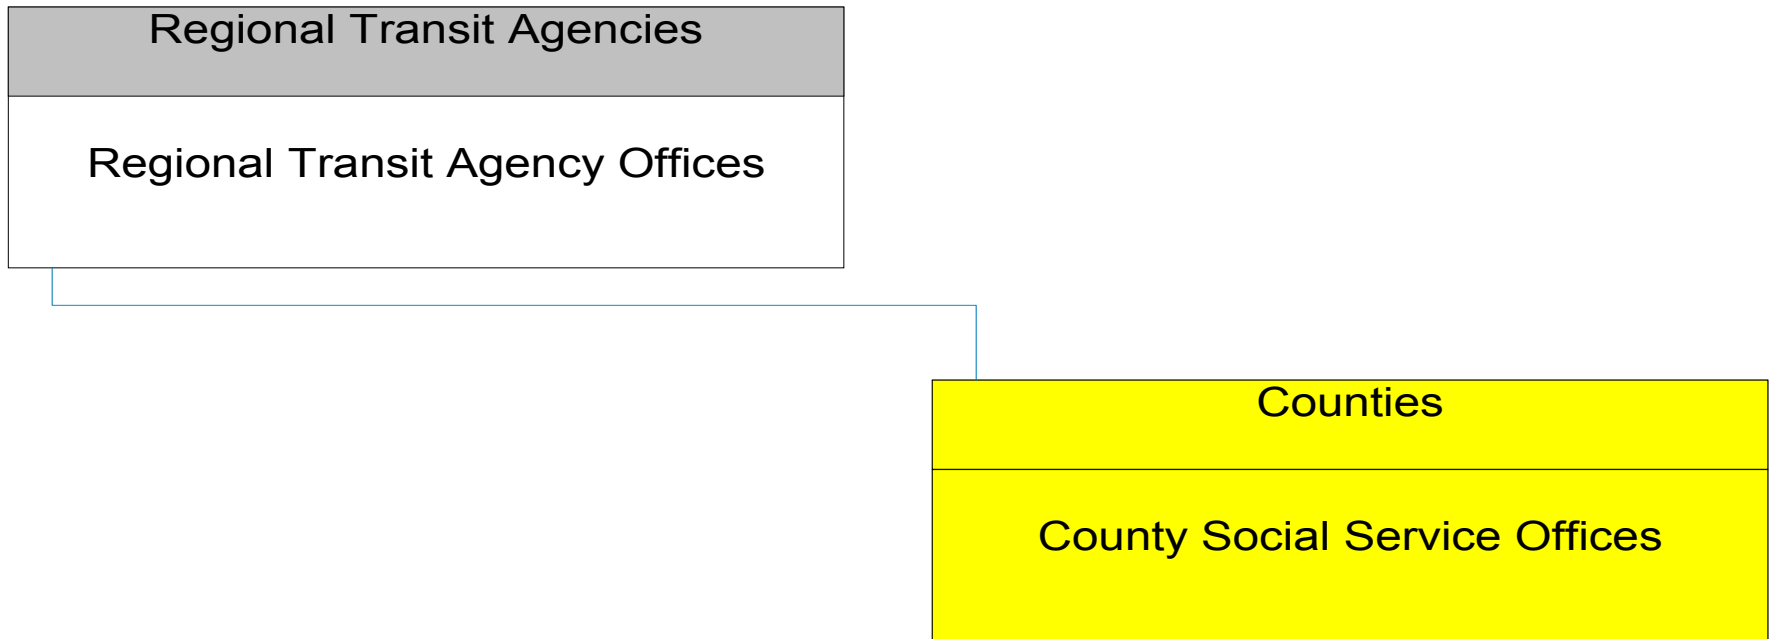 Regional Transit Agencies
Regional Transit Agency Offices
Counties
County Social Service Offices